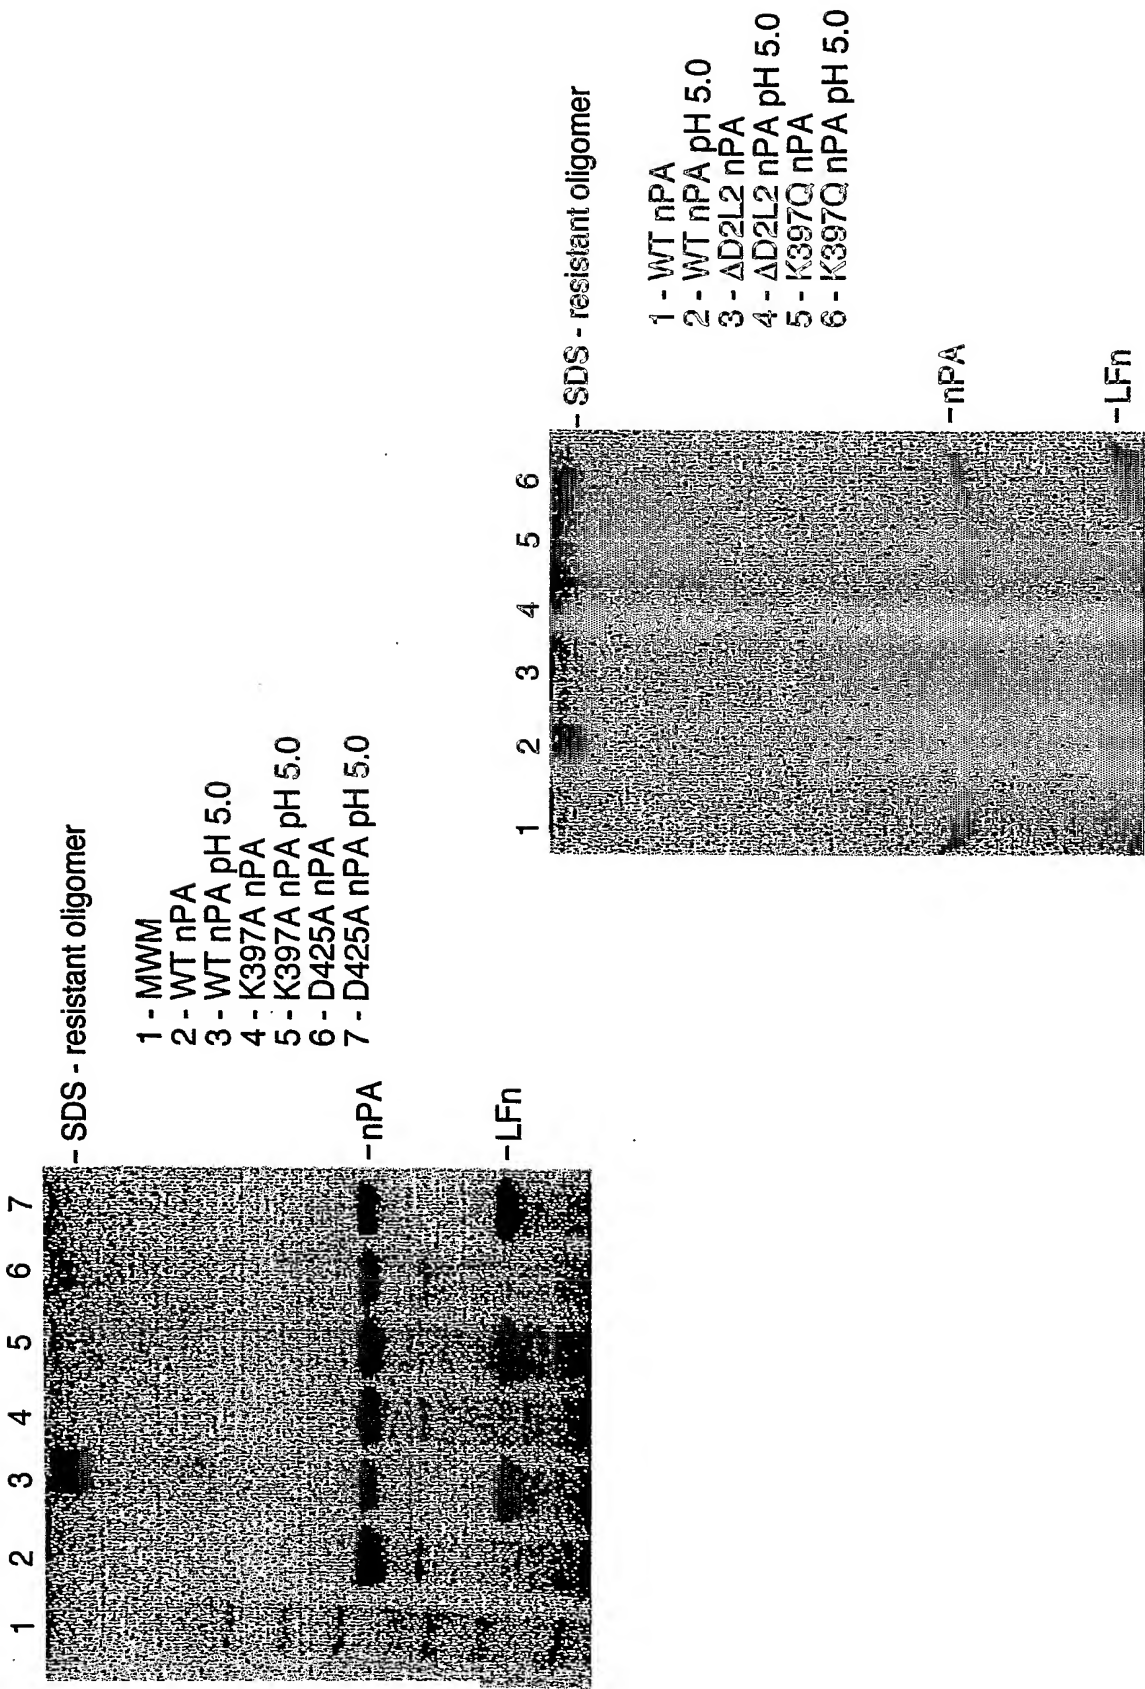 1 2 3 4 5 6 7
– SDS - resistant oligomer
1 - MWM
2 - WT nPA
3 - WT nPA pH 5.0
4 - K397A nPA
5 - K397A nPA pH 5.0
6 - D425A nPA
7 - D425A nPA pH 5.0
–nPA
–LFn
1 2 3 4 5 6
– SDS - resistant oligomer
1 - WT nPA
2 - WT nPA pH 5.0
3 - ΔD2L2 nPA
4 - ΔD2L2 nPA pH 5.0
5 - K397Q nPA
6 - K397Q nPA pH 5.0
–nPA
–LFn